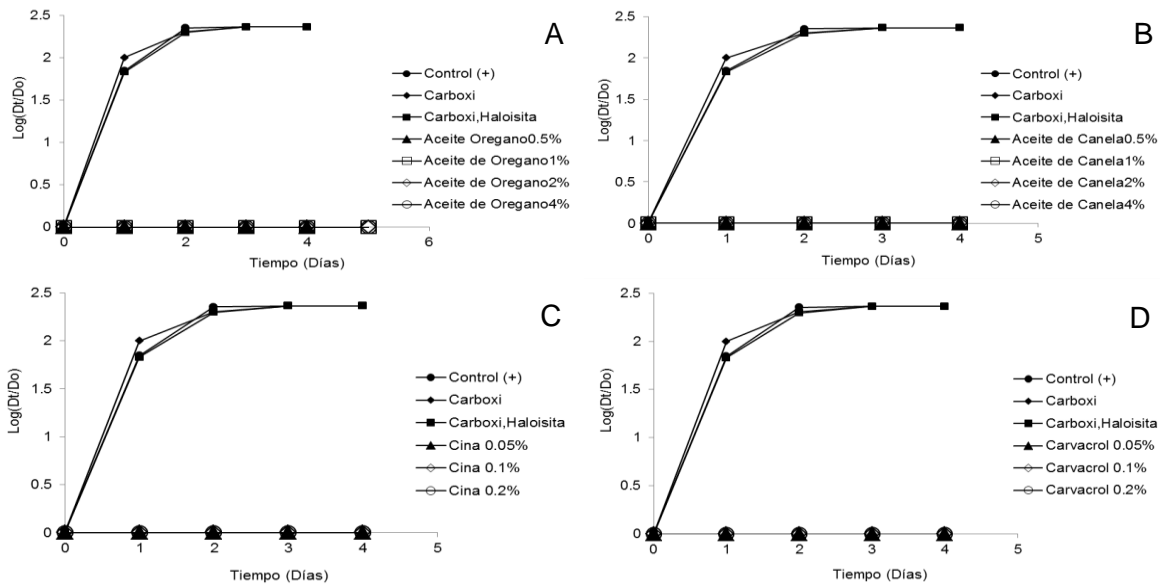 A
Log(Dt/Do)
2.5
2
1.5
1
0.5
0
0
2
4
6
Tiempo (Días)
Control (+)
Carboxi
Carboxi,Haloisita
Aceite Oregano0.5%
Aceite de Oregano1%
Aceite de Oregano2%
Aceite de Oregano4%
B
Log(Dt/Do)
2.5
2
1.5
1
0.5
0
0
1
2
3
4
5
Tiempo (Días)
Control (+)
Carboxi
Carboxi,Haloisita
Aceite de Canela0.5%
Aceite de Canela1%
Aceite de Canela2%
Aceite de Canela4%
C
Log(Dt/Do)
2.5
2
1.5
1
0.5
0
0
1
2
3
4
5
Tiempo (Días)
Control (+)
Carboxi
Carboxi,Haloisita
Cina 0.05%
Cina 0.1%
Cina 0.2%
D
Log(Dt/Do)
2.5
2
1.5
1
0.5
0
0
1
2
3
4
5
Tiempo (Días)
Control (+)
Carboxi
Carboxi,Haloisita
Carvacrol 0.05%
Carvacrol 0.1%
Carvacrol 0.2%